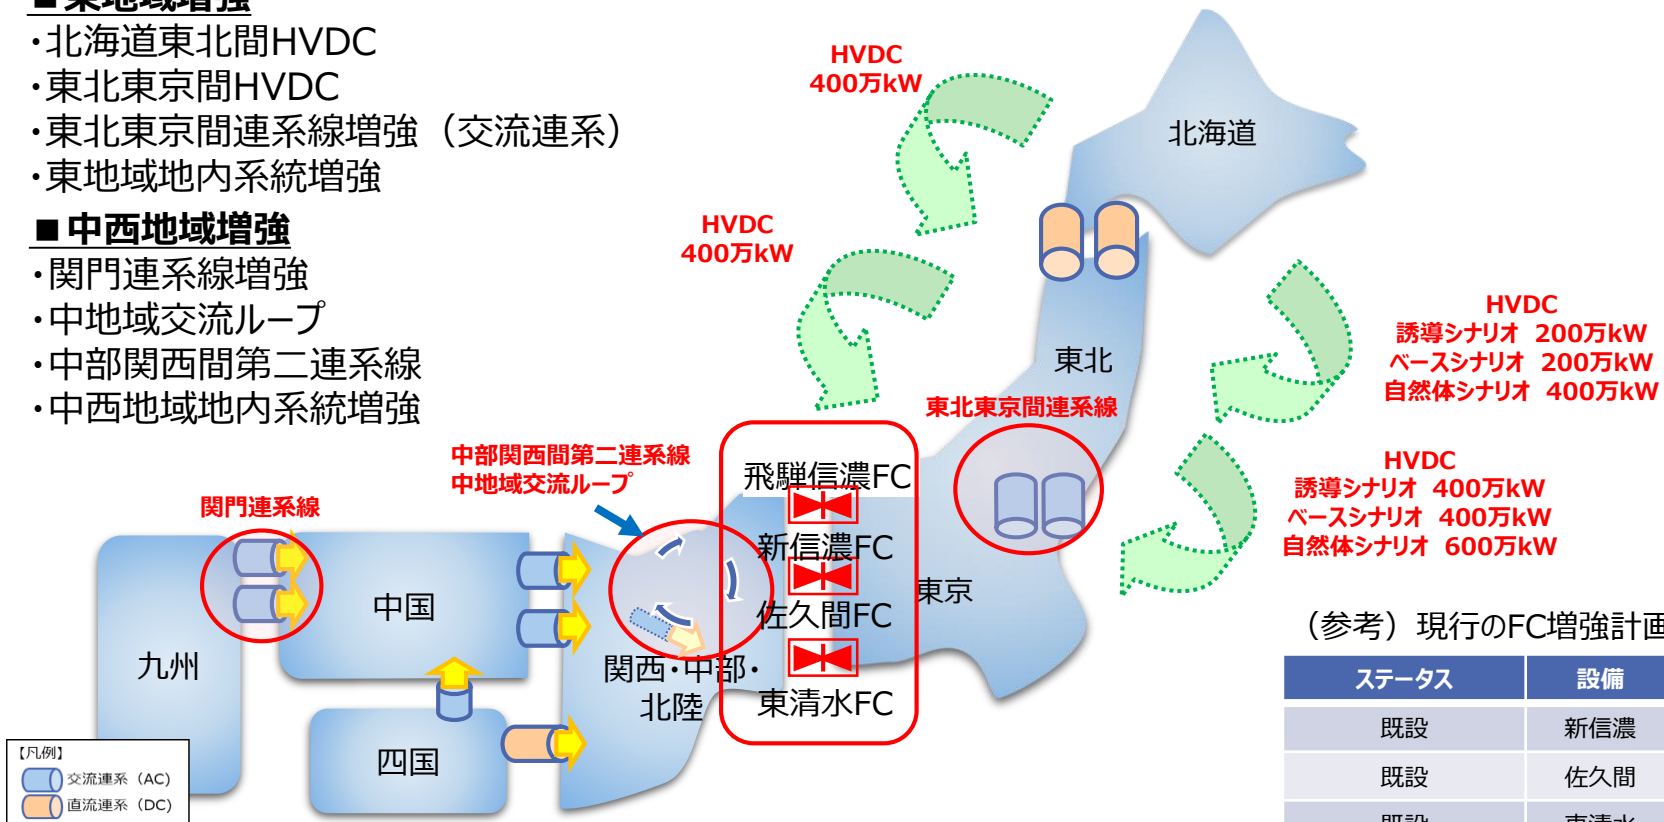 ■東地域増強
・北海道東北間HVDC
・東北東京間HVDC
・東北東京間連系線増強（交流連系）
・東地域地内系統増強
■中西地域増強
・関門連系線増強
・中地域交流ループ
・中部関西間第二連系線
・中西地域地内系統増強
HVDC
400万kW
北海道
HVDC
400万kW
HVDC
誘導シナリオ 200万kW
ベースシナリオ 200万kW
自然体シナリオ 400万kW
東北
東北東京間連系線
HVDC
誘導シナリオ 400万kW
ベースシナリオ 400万kW
自然体シナリオ 600万kW
中部関西間第二連系線
中地域交流ループ
関門連系線
飛騨信濃FC
新信濃FC
佐久間FC
東清水FC
東京
中国
九州
関西・中部・
北陸
四国
【凡例】
交流連系（AC)
直流連系（DC)
（参考）現行のFC増強計画
ステータス 設備
既設 新信濃
既設 佐久間
既設 東清水